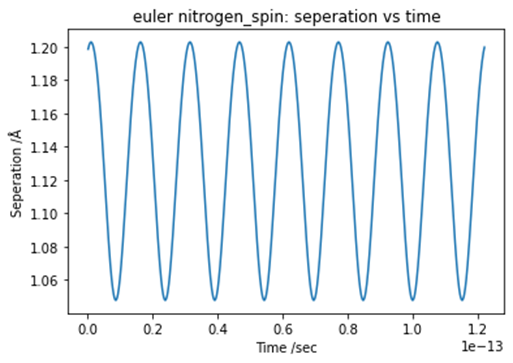 euler nitrogen_spin: seperation vs time
1.20
1.18
1.16
1.14
1.12
1.10
1.08
1.06
Seperation /Å
0.0 0.2 0.4 0.6 0.8 1.0 1.2
1e−13
Time /sec